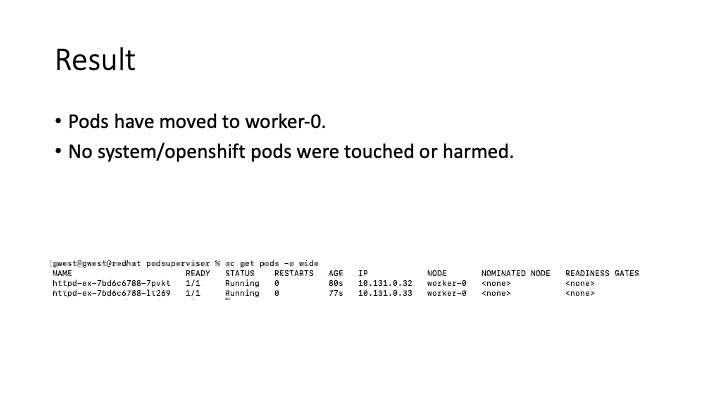 Result
• Pods have moved to worker-0.
• No system/openshift pods were touched or harmed.
[gwest@gwest@redhat podsuperviser % oc get pods -o wide
NAME READY STATUS RESTARTS AGE IP NODE NOMINATED NODE READINESS GATES
httpd-ex-7bd6c6788-7pvkt 1/1 Running 0 80s 10.131.0.32 worker-0 <none> <none>
httpd-ex-7bd6c6788-lt269 1/1 Running 0 77s 10.131.0.33 worker-0 <none> <none>